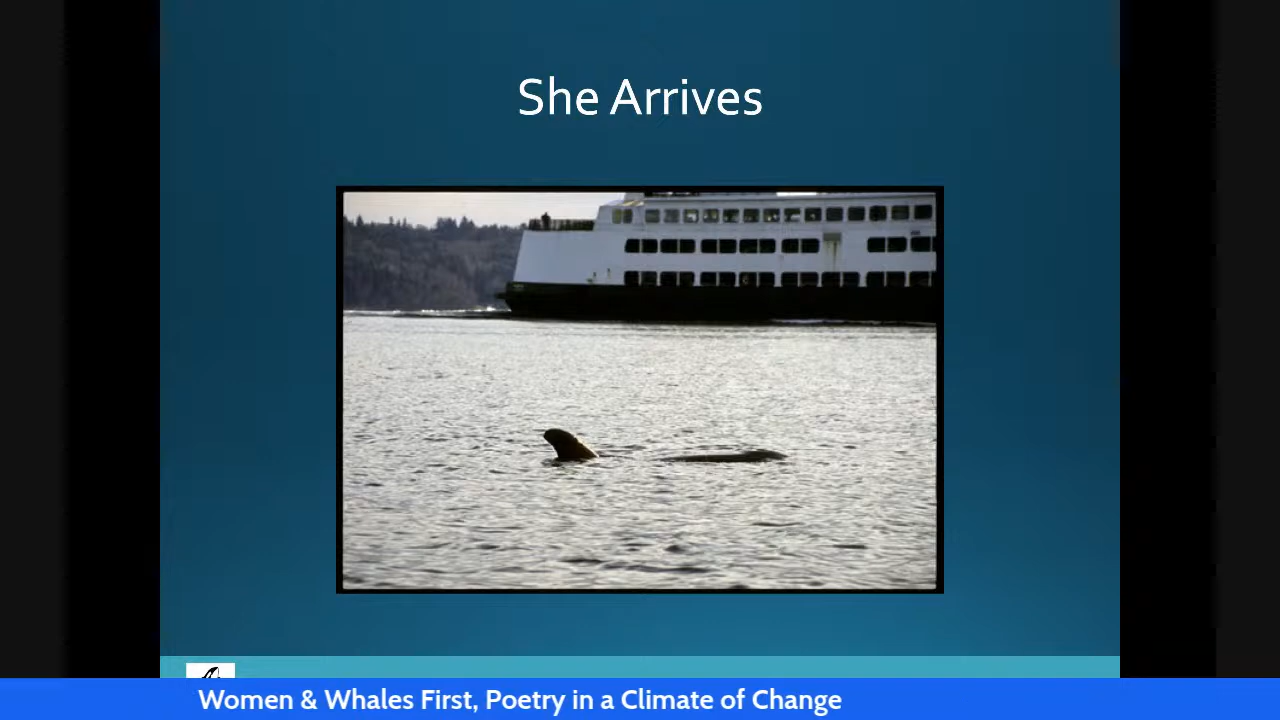 She Arrives
Women & Whales First, Poetry in a Climate of Change